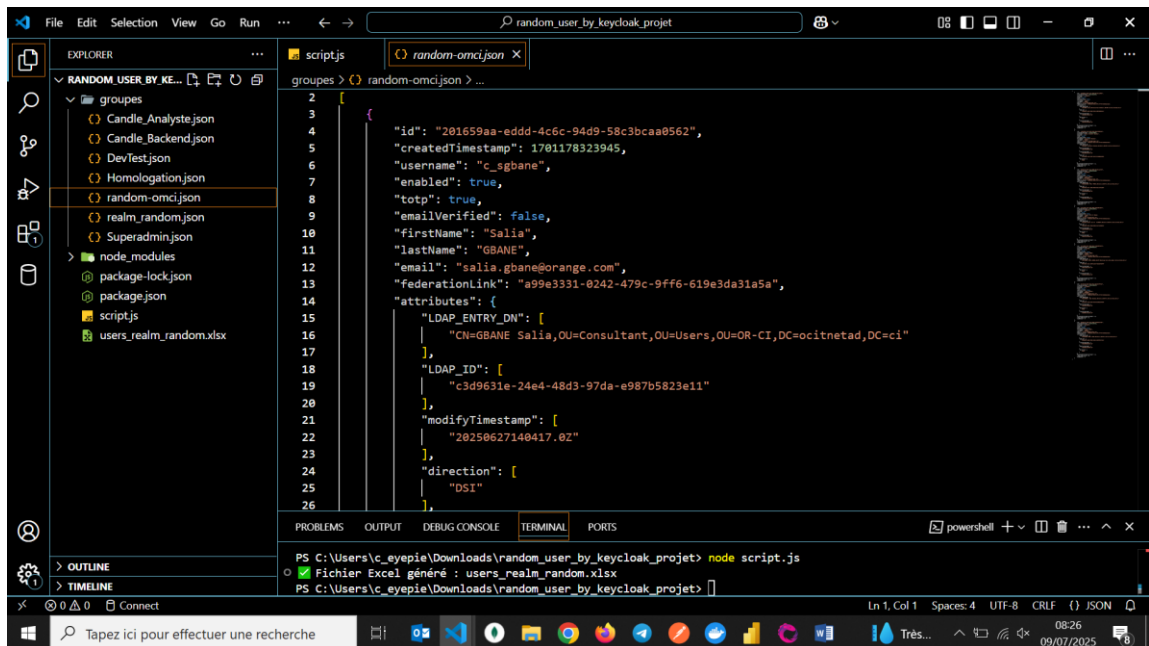 File Edit Selection View Go Run ··· random_user_by_keycloak_projet
EXPLORER ···
RANDOM_USER_BY_KE...
groupes
{} Candle_Analyste.json
{} Candle_Backend.json
{} DevTest.json
{} Homologation.json
{} random-omci.json
{} realm_random.json
{} Superadmin.json
node_modules
package-lock.json
package.json
script.js
users_realm_random.xlsx
OUTLINE
TIMELINE
script.js {} random-omci.json
groupes > {} random-omci.json > ...
2 [
3 {
4 "id": "201659aa-eddd-4c6c-94d9-58c3bcaa0562",
5 "createdTimestamp": 1701178323945,
6 "username": "c_sgbane",
7 "enabled": true,
8 "totp": true,
9 "emailVerified": false,
10 "firstName": "Salia",
11 "lastName": "GBANE",
12 "email": "salia.gbane@orange.com",
13 "federationLink": "a99e3331-0242-479c-9ff6-619e3da31a5a",
14 "attributes": {
15 "LDAP_ENTRY_DN": [
16 "CN=GBANE Salia,OU=Consultant,OU=Users,OU=OR-CI,DC=ocitnetad,DC=ci"
17 ],
18 "LDAP_ID": [
19 "c3d9631e-24e4-48d3-97da-e987b5823e11"
20 ],
21 "modifyTimestamp": [
22 "20250627140417.0Z"
23 ],
24 "direction": [
25 "DSI"
26 ],
PROBLEMS OUTPUT DEBUG CONSOLE TERMINAL PORTS powershell
PS C:\Users\c_eyepie\Downloads\random_user_by_keycloak_projet> node script.js
✅ Fichier Excel généré : users_realm_random.xlsx
PS C:\Users\c_eyepie\Downloads\random_user_by_keycloak_projet>
0 0 Connect Ln 1, Col 1 Spaces: 4 UTF-8 CRLF {} JSON
Tapez ici pour effectuer une recherche Très... 08:26
09/07/2025